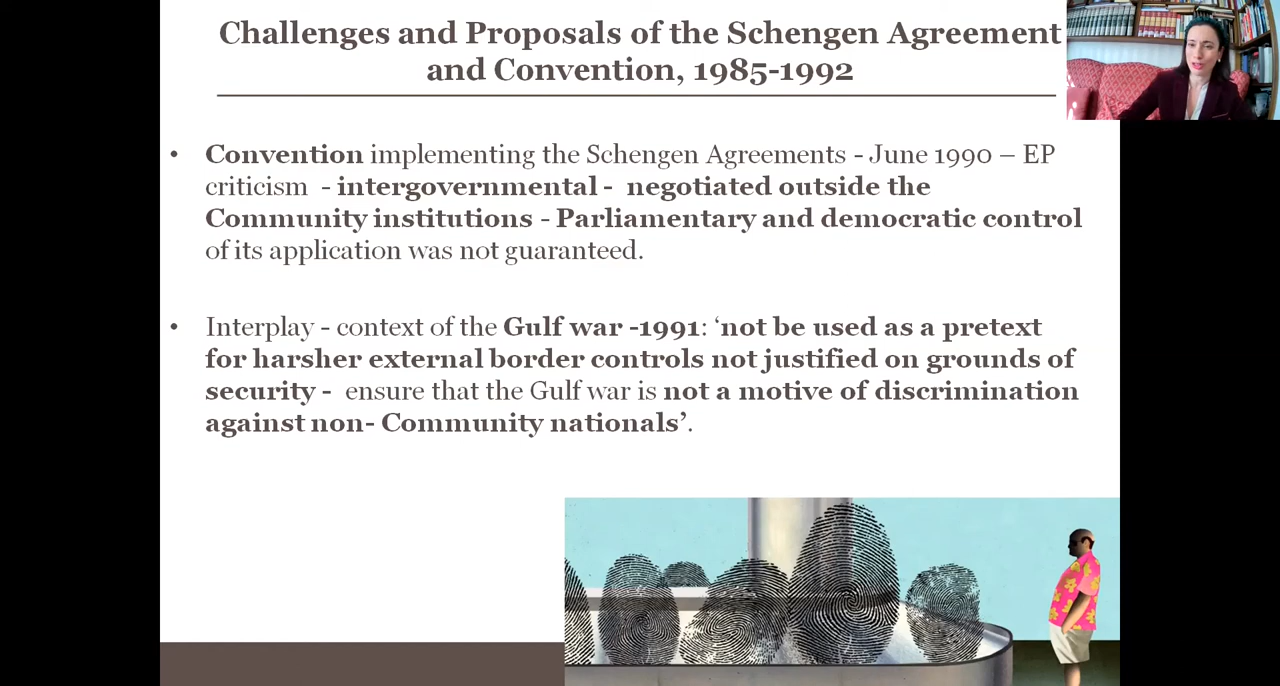 Challenges and Proposals of the Schengen Agreement
and Convention, 1985-1992
• Convention implementing the Schengen Agreements - June 1990 – EP
criticism - intergovernmental - negotiated outside the
Community institutions - Parliamentary and democratic control
of its application was not guaranteed.
• Interplay - context of the Gulf war -1991: ‘not be used as a pretext
for harsher external border controls not justified on grounds of
security - ensure that the Gulf war is not a motive of discrimination
against non- Community nationals’.